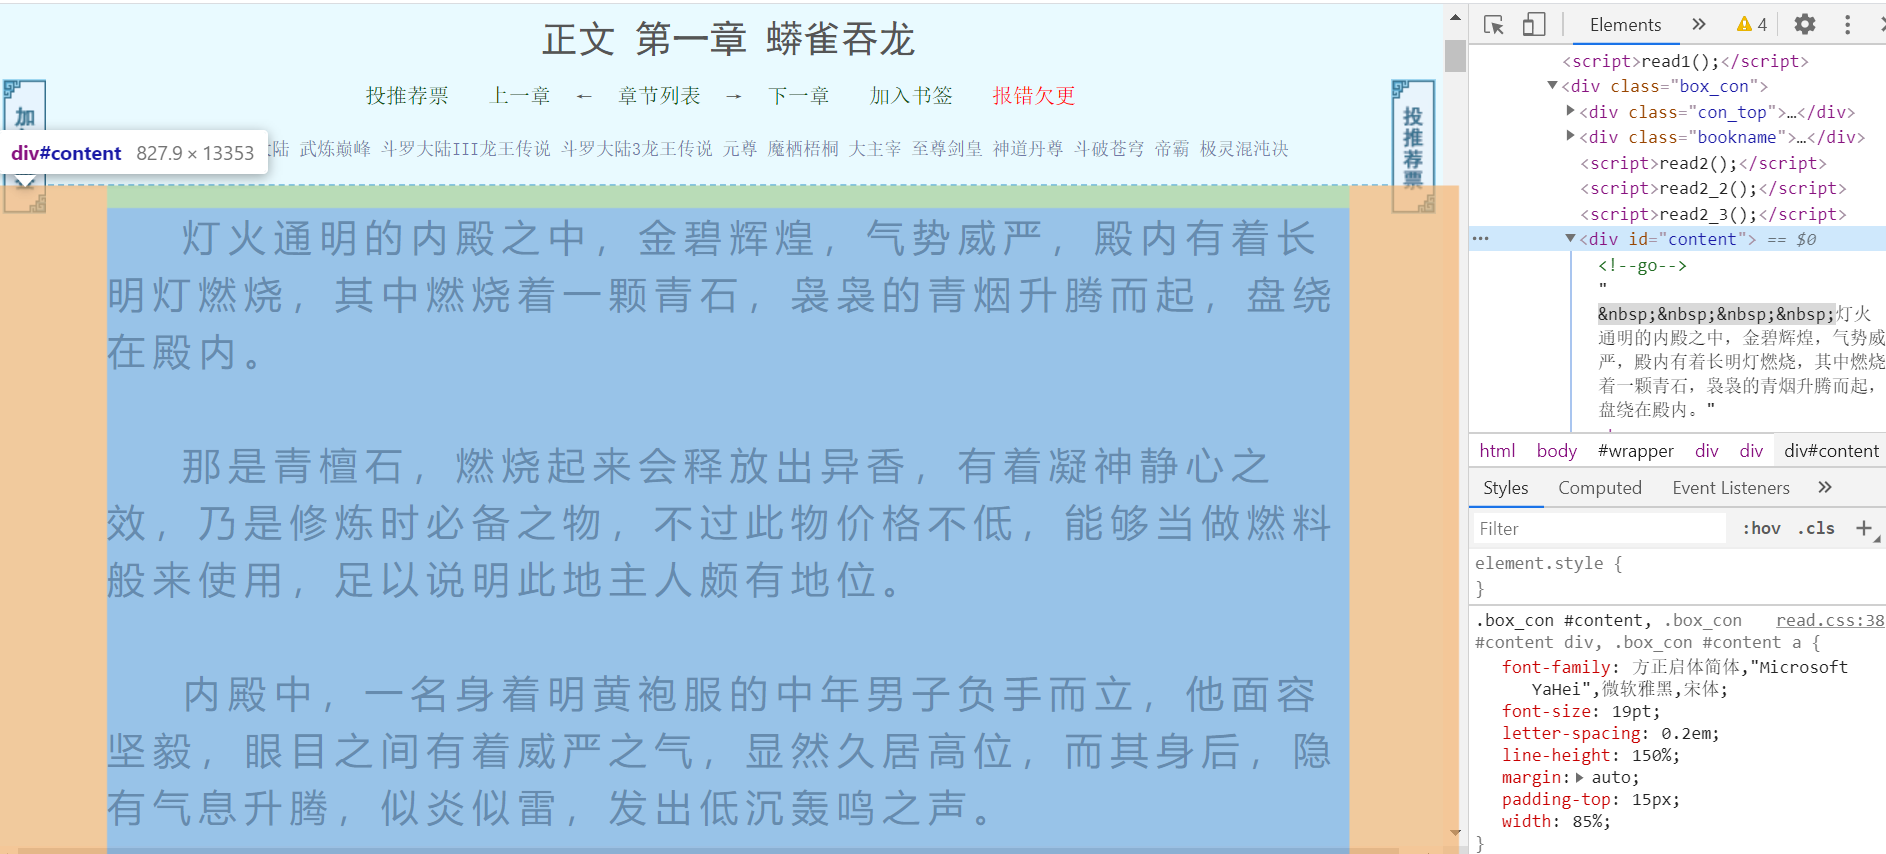 正文 第一章 蟒雀吞龙
投推荐票 上一章 ← 章节列表 → 下一章 加入书签 报错欠更
加
投推荐票
div#content 827.9 × 13353
大陆 武炼巅峰 斗罗大陆III龙王传说 斗罗大陆3龙王传说 元尊 魔栖梧桐 大主宰 至尊剑皇 神道丹尊 斗破苍穹 帝霸 极灵混沌决
灯火通明的内殿之中，金碧辉煌，气势威严，殿内有着长
明灯燃烧，其中燃烧着一颗青石，袅袅的青烟升腾而起，盘绕
在殿内。
那是青檀石，燃烧起来会释放出异香，有着凝神静心之
效，乃是修炼时必备之物，不过此物价格不低，能够当做燃料
般来使用，足以说明此地主人颇有地位。
内殿中，一名身着明黄袍服的中年男子负手而立，他面容
坚毅，眼目之间有着威严之气，显然久居高位，而其身后，隐
有气息升腾，似炎似雷，发出低沉轰鸣之声。
Elements » 4
<script>read1();</script>
<div class="box_con">
<div class="con_top">…</div>
<div class="bookname">…</div>
<script>read2();</script>
<script>read2_2();</script>
<script>read2_3();</script>
<div id="content"> == $0
<!--go-->
"
&nbsp;&nbsp;&nbsp;&nbsp;灯火
通明的内殿之中，金碧辉煌，气势威
严，殿内有着长明灯燃烧，其中燃烧
着一颗青石，袅袅的青烟升腾而起，
盘绕在殿内。"
html body #wrapper div div div#content
Styles Computed Event Listeners »
Filter :hov .cls +
element.style {
}
.box_con #content, .box_con read.css:38
#content div, .box_con #content a {
font-family: 方正启体简体,"Microsoft
YaHei",微软雅黑,宋体;
font-size: 19pt;
letter-spacing: 0.2em;
line-height: 150%;
margin: auto;
padding-top: 15px;
width: 85%;
}